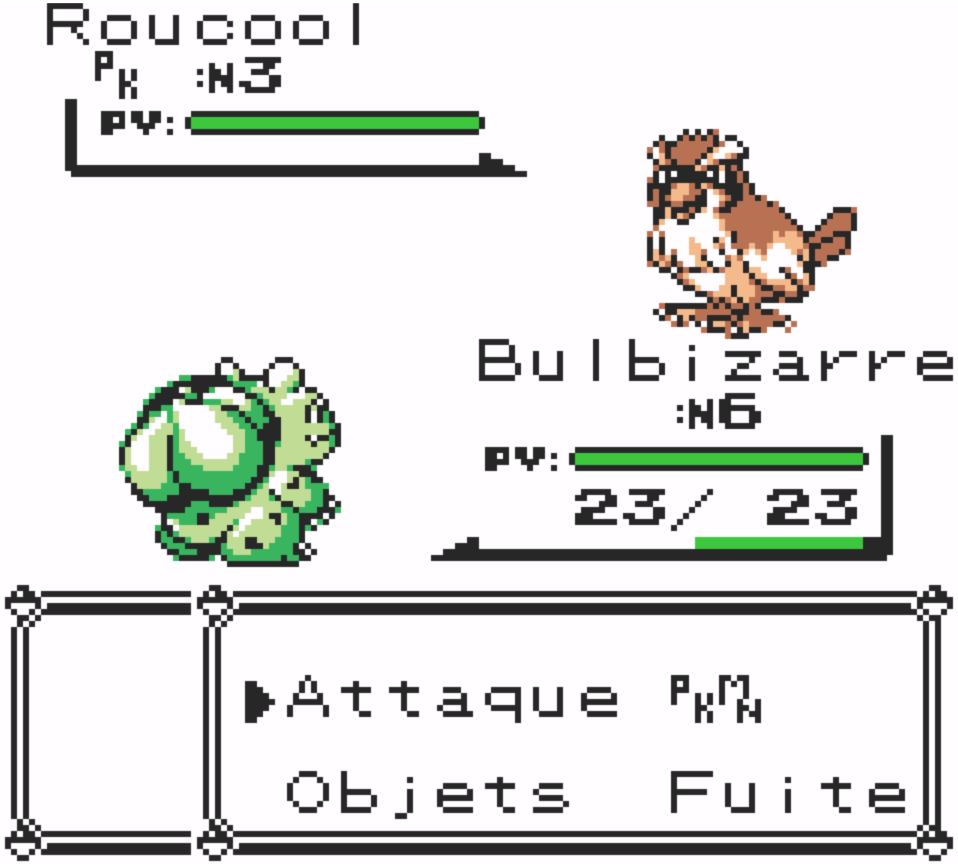 Roucool
PK :N3
PV:
Bulbizarre
:N6
PV:
23/ 23
Attaque PKMN
Objets Fuite